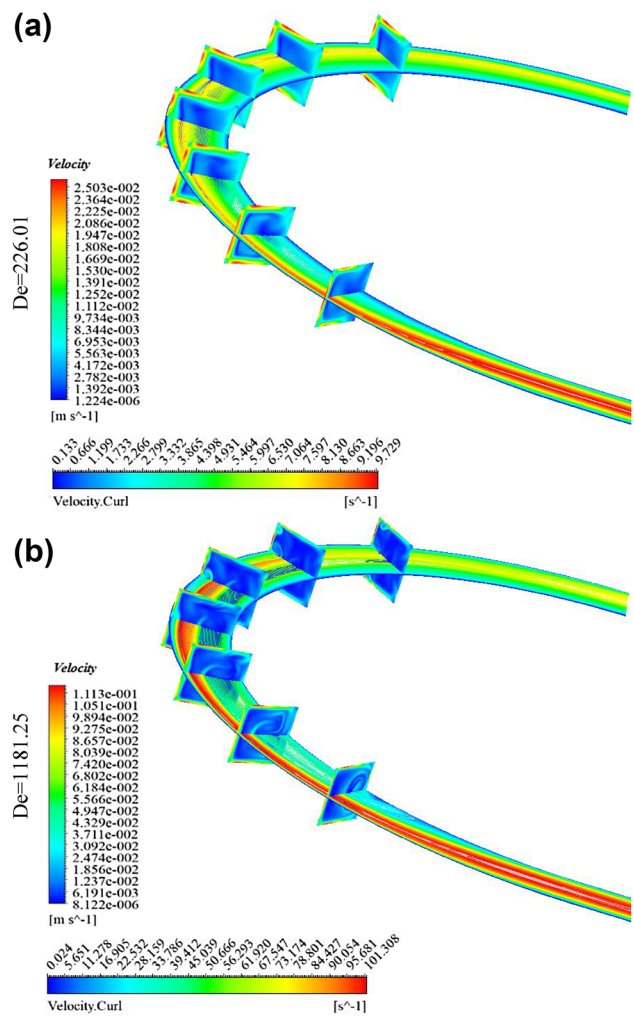 (a)
Velocity
2.503e-002
2.364e-002
2.225e-002
2.086e-002
1.947e-002
1.808e-002
1.669e-002
1.530e-002
1.391e-002
1.252e-002
1.112e-002
9.734e-003
8.344e-003
6.953e-003
5.563e-003
4.172e-003
2.782e-003
1.392e-003
1.224e-006
[m s^-1]
De=226.01
0.133
0.666
1.199
1.733
2.266
2.799
3.332
3.865
4.398
4.931
5.464
5.997
6.530
7.064
7.597
8.130
8.663
9.196
9.729
Velocity.Curl
[s^-1]
(b)
Velocity
1.113e-001
1.051e-001
9.894e-002
9.275e-002
8.657e-002
8.039e-002
7.420e-002
6.802e-002
6.184e-002
5.566e-002
4.947e-002
4.329e-002
3.711e-002
3.092e-002
2.474e-002
1.856e-002
1.237e-002
6.191e-003
8.122e-006
[m s^-1]
De=1181.25
0.024
5.651
11.278
16.905
22.532
28.159
33.786
39.412
45.039
50.666
56.293
61.920
67.547
73.174
78.801
84.427
90.054
95.681
101.308
Velocity.Curl
[s^-1]